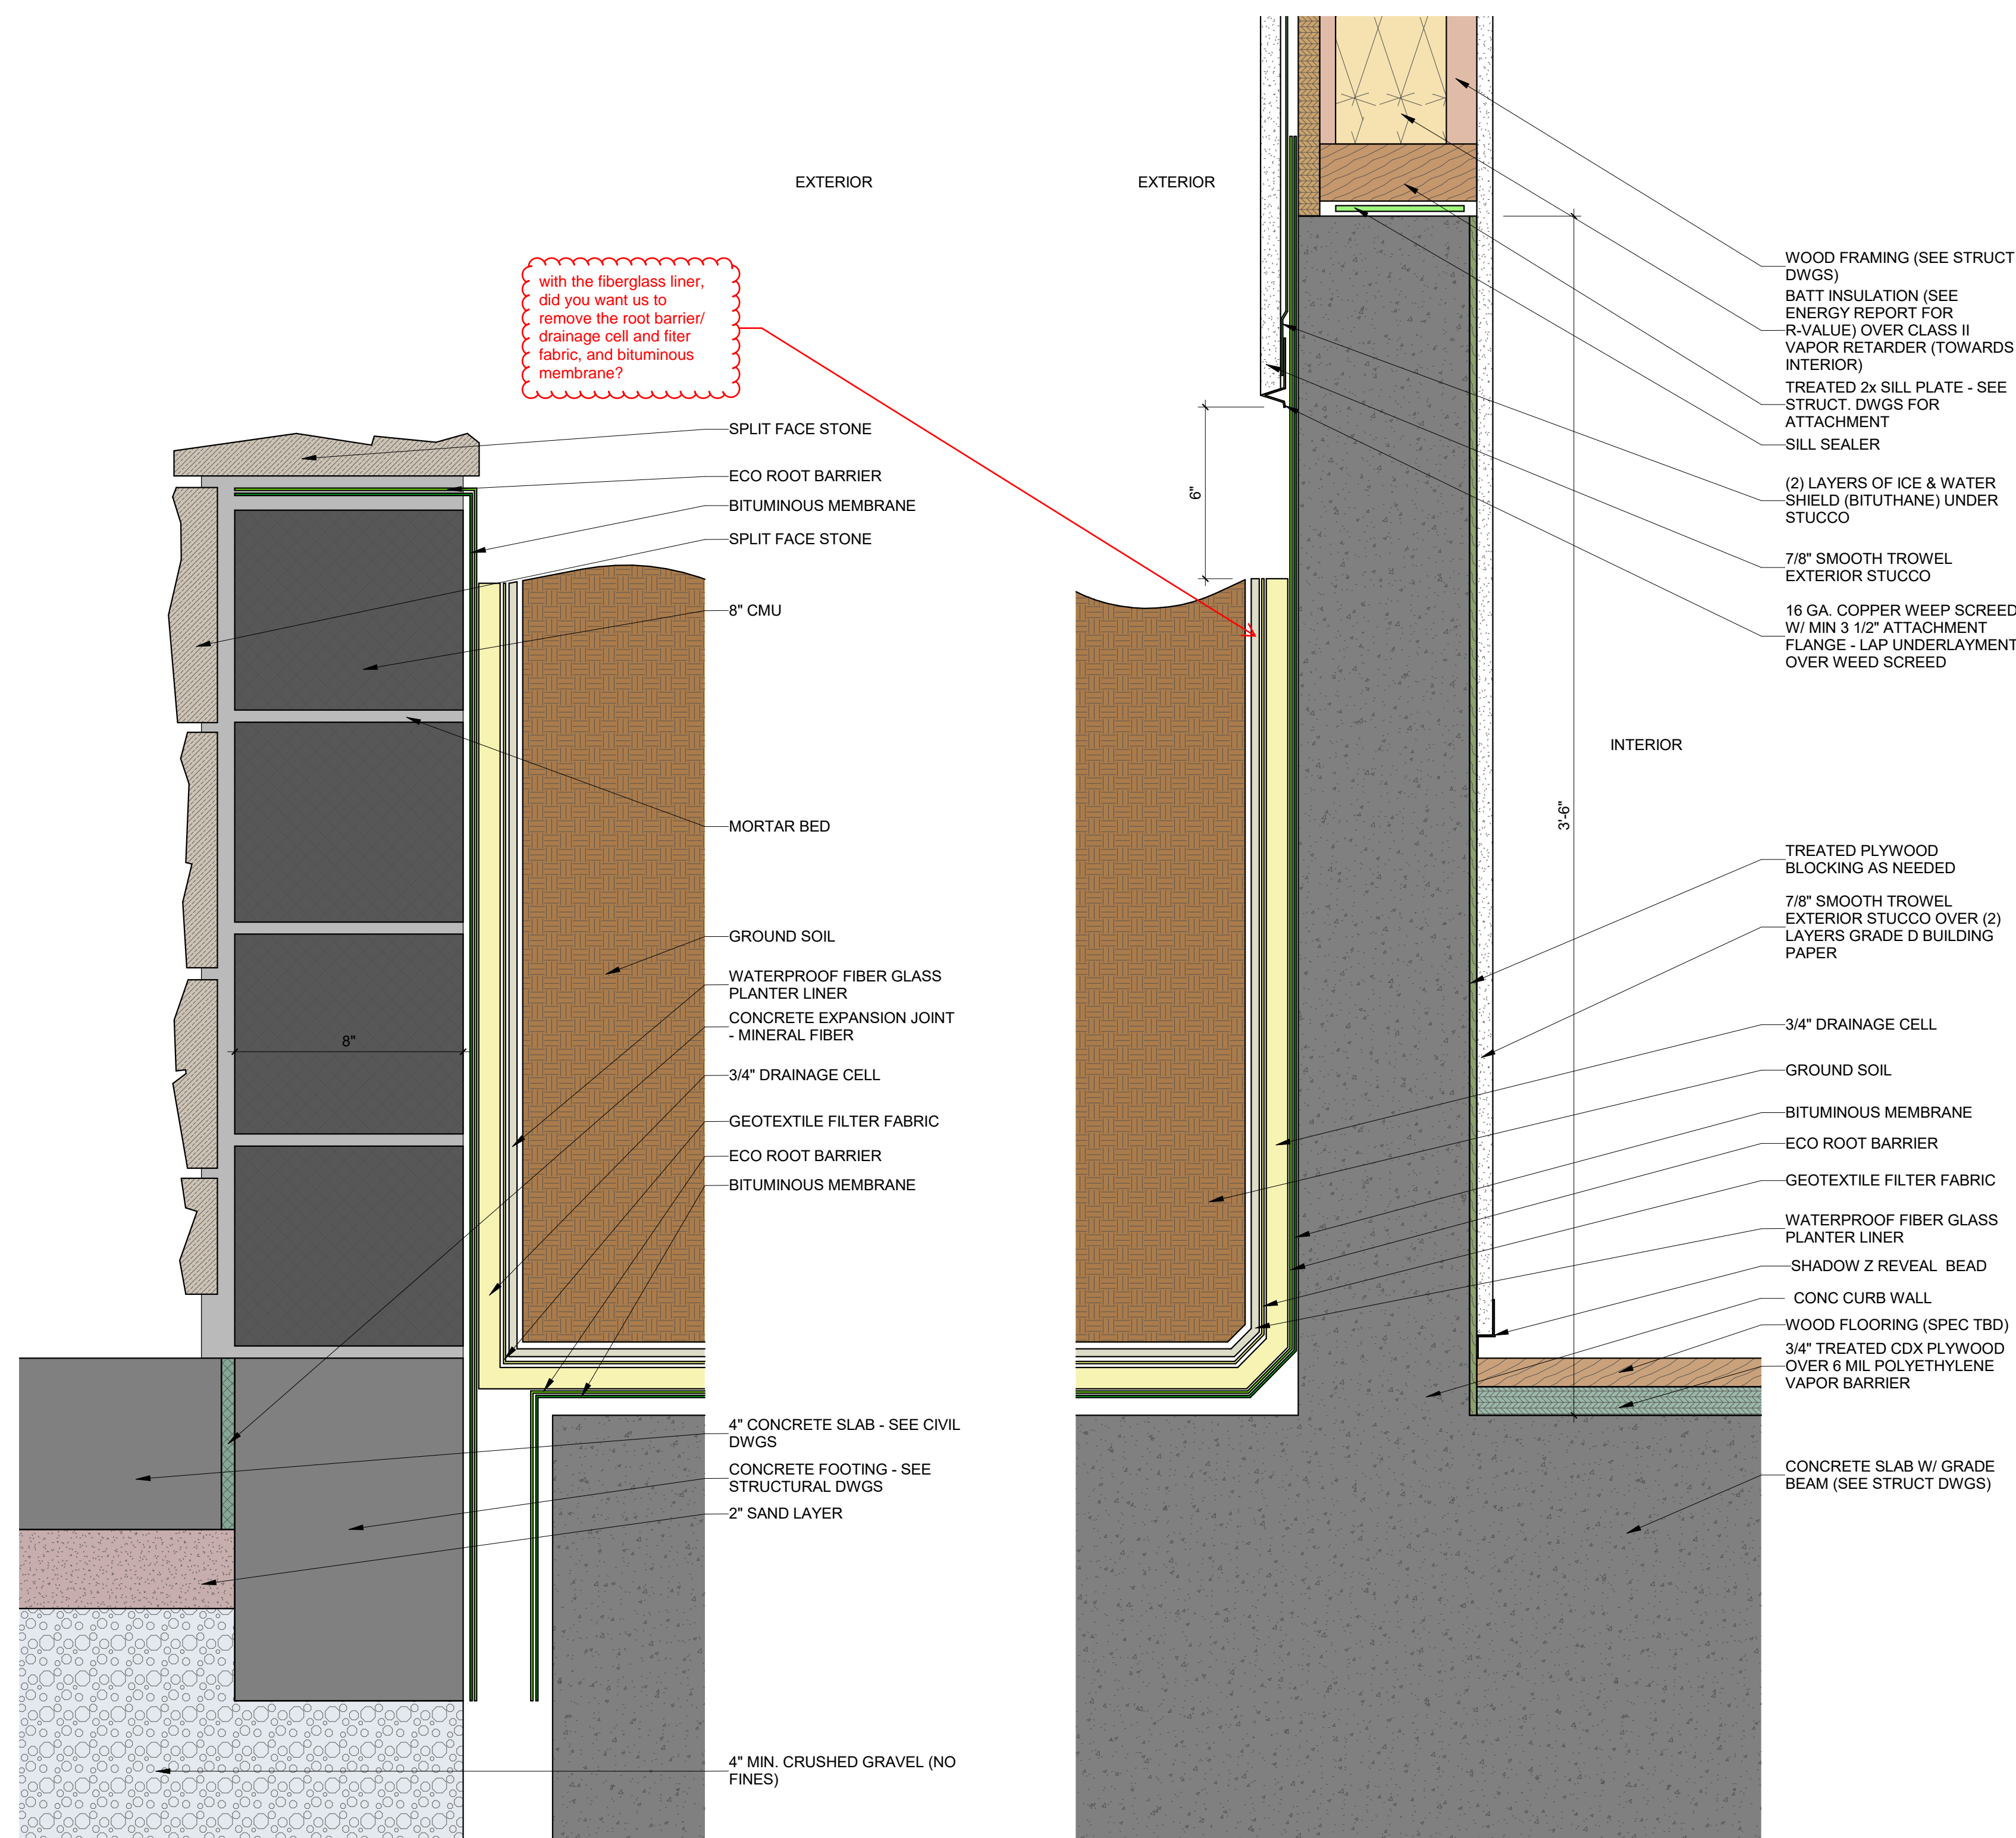 EXTERIOR
EXTERIOR
with the fiberglass liner,
did you want us to
remove the root barrier/
drainage cell and fiter
fabric, and bituminous
membrane?
SPLIT FACE STONE
ECO ROOT BARRIER
BITUMINOUS MEMBRANE
SPLIT FACE STONE
8" CMU
MORTAR BED
8"
GROUND SOIL
WATERPROOF FIBER GLASS
PLANTER LINER
CONCRETE EXPANSION JOINT
- MINERAL FIBER
3/4" DRAINAGE CELL
GEOTEXTILE FILTER FABRIC
ECO ROOT BARRIER
BITUMINOUS MEMBRANE
4" CONCRETE SLAB - SEE CIVIL
DWGS
CONCRETE FOOTING - SEE
STRUCTURAL DWGS
2" SAND LAYER
4" MIN. CRUSHED GRAVEL (NO
FINES)
6"
3'-6"
INTERIOR
WOOD FRAMING (SEE STRUCT
DWGS)
BATT INSULATION (SEE
ENERGY REPORT FOR
R-VALUE) OVER CLASS II
VAPOR RETARDER (TOWARDS
INTERIOR)
TREATED 2x SILL PLATE - SEE
STRUCT. DWGS FOR
ATTACHMENT
SILL SEALER
(2) LAYERS OF ICE & WATER
SHIELD (BITUTHANE) UNDER
STUCCO
7/8" SMOOTH TROWEL
EXTERIOR STUCCO
16 GA. COPPER WEEP SCREED
W/ MIN 3 1/2" ATTACHMENT
FLANGE - LAP UNDERLAYMENT
OVER WEED SCREED
TREATED PLYWOOD
BLOCKING AS NEEDED
7/8" SMOOTH TROWEL
EXTERIOR STUCCO OVER (2)
LAYERS GRADE D BUILDING
PAPER
3/4" DRAINAGE CELL
GROUND SOIL
BITUMINOUS MEMBRANE
ECO ROOT BARRIER
GEOTEXTILE FILTER FABRIC
WATERPROOF FIBER GLASS
PLANTER LINER
SHADOW Z REVEAL BEAD
CONC CURB WALL
WOOD FLOORING (SPEC TBD)
3/4" TREATED CDX PLYWOOD
OVER 6 MIL POLYETHYLENE
VAPOR BARRIER
CONCRETE SLAB W/ GRADE
BEAM (SEE STRUCT DWGS)